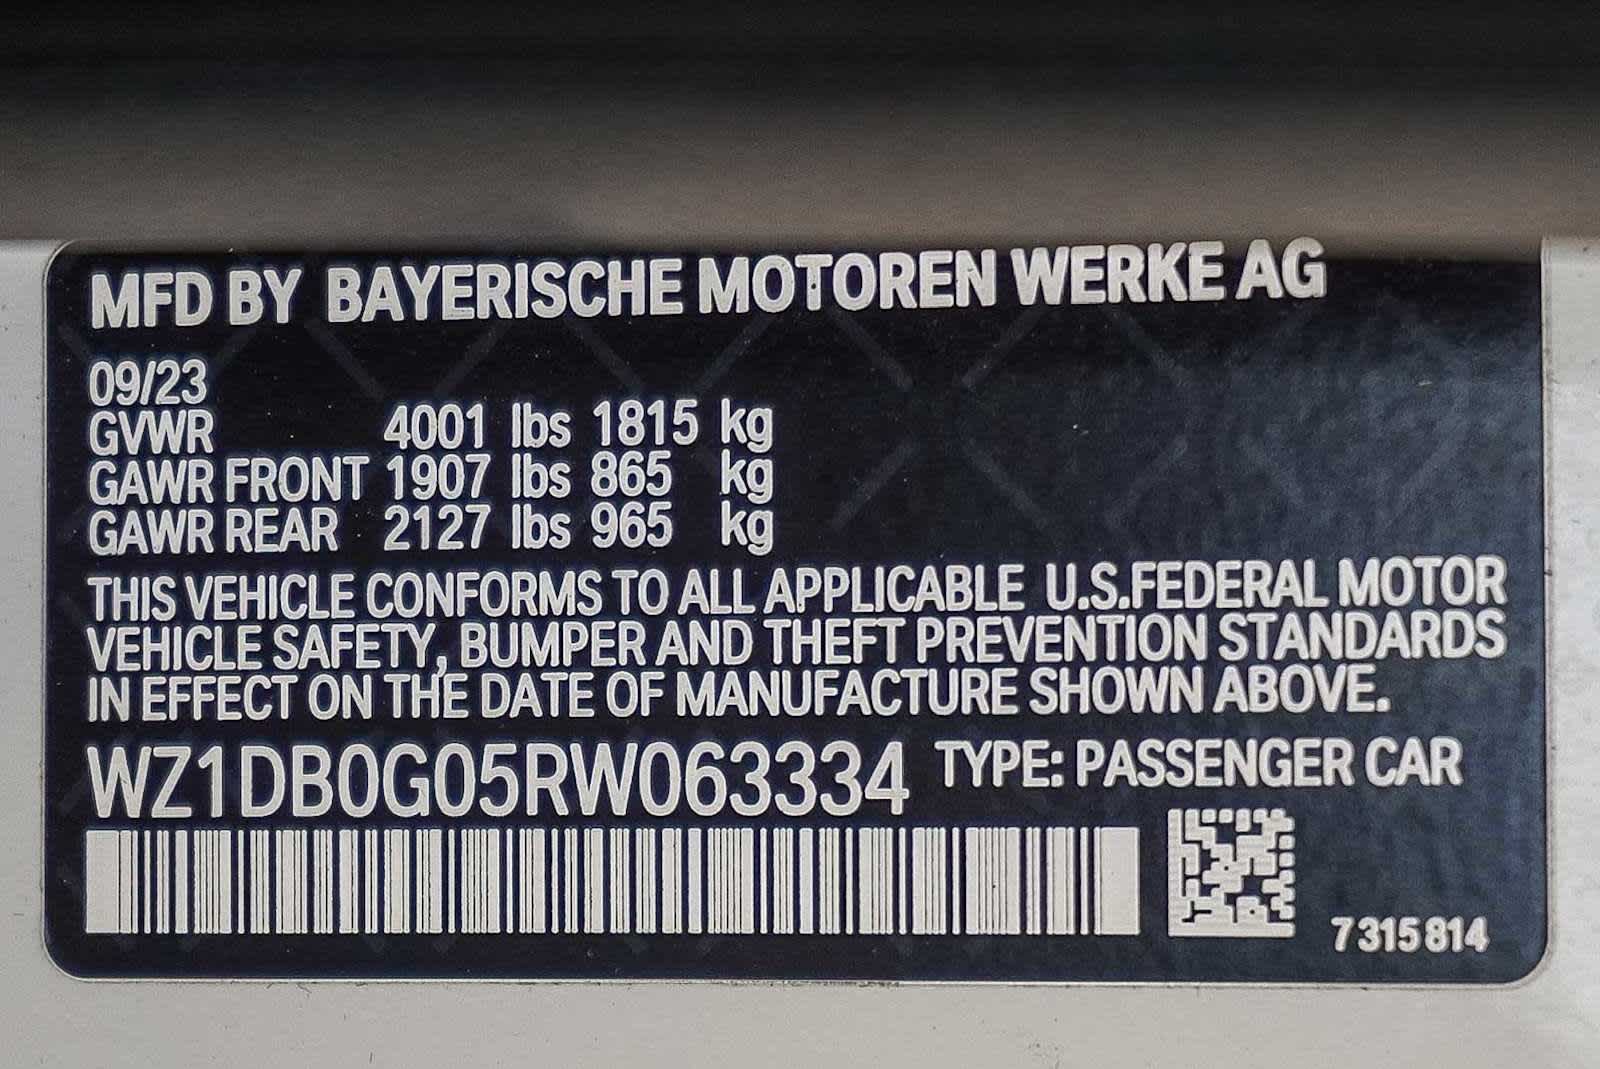 MFD BY BAYERISCHE MOTOREN WERKE AG
09/23
GVWR 4001 lbs 1815 kg
GAWR FRONT 1907 lbs 865 kg
GAWR REAR 2127 lbs 965 kg
THIS VEHICLE CONFORMS TO ALL APPLICABLE U.S.FEDERAL MOTOR
VEHICLE SAFETY, BUMPER AND THEFT PREVENTION STANDARDS
IN EFFECT ON THE DATE OF MANUFACTURE SHOWN ABOVE.
WZ1DB0G05RW063334 TYPE: PASSENGER CAR
7315814